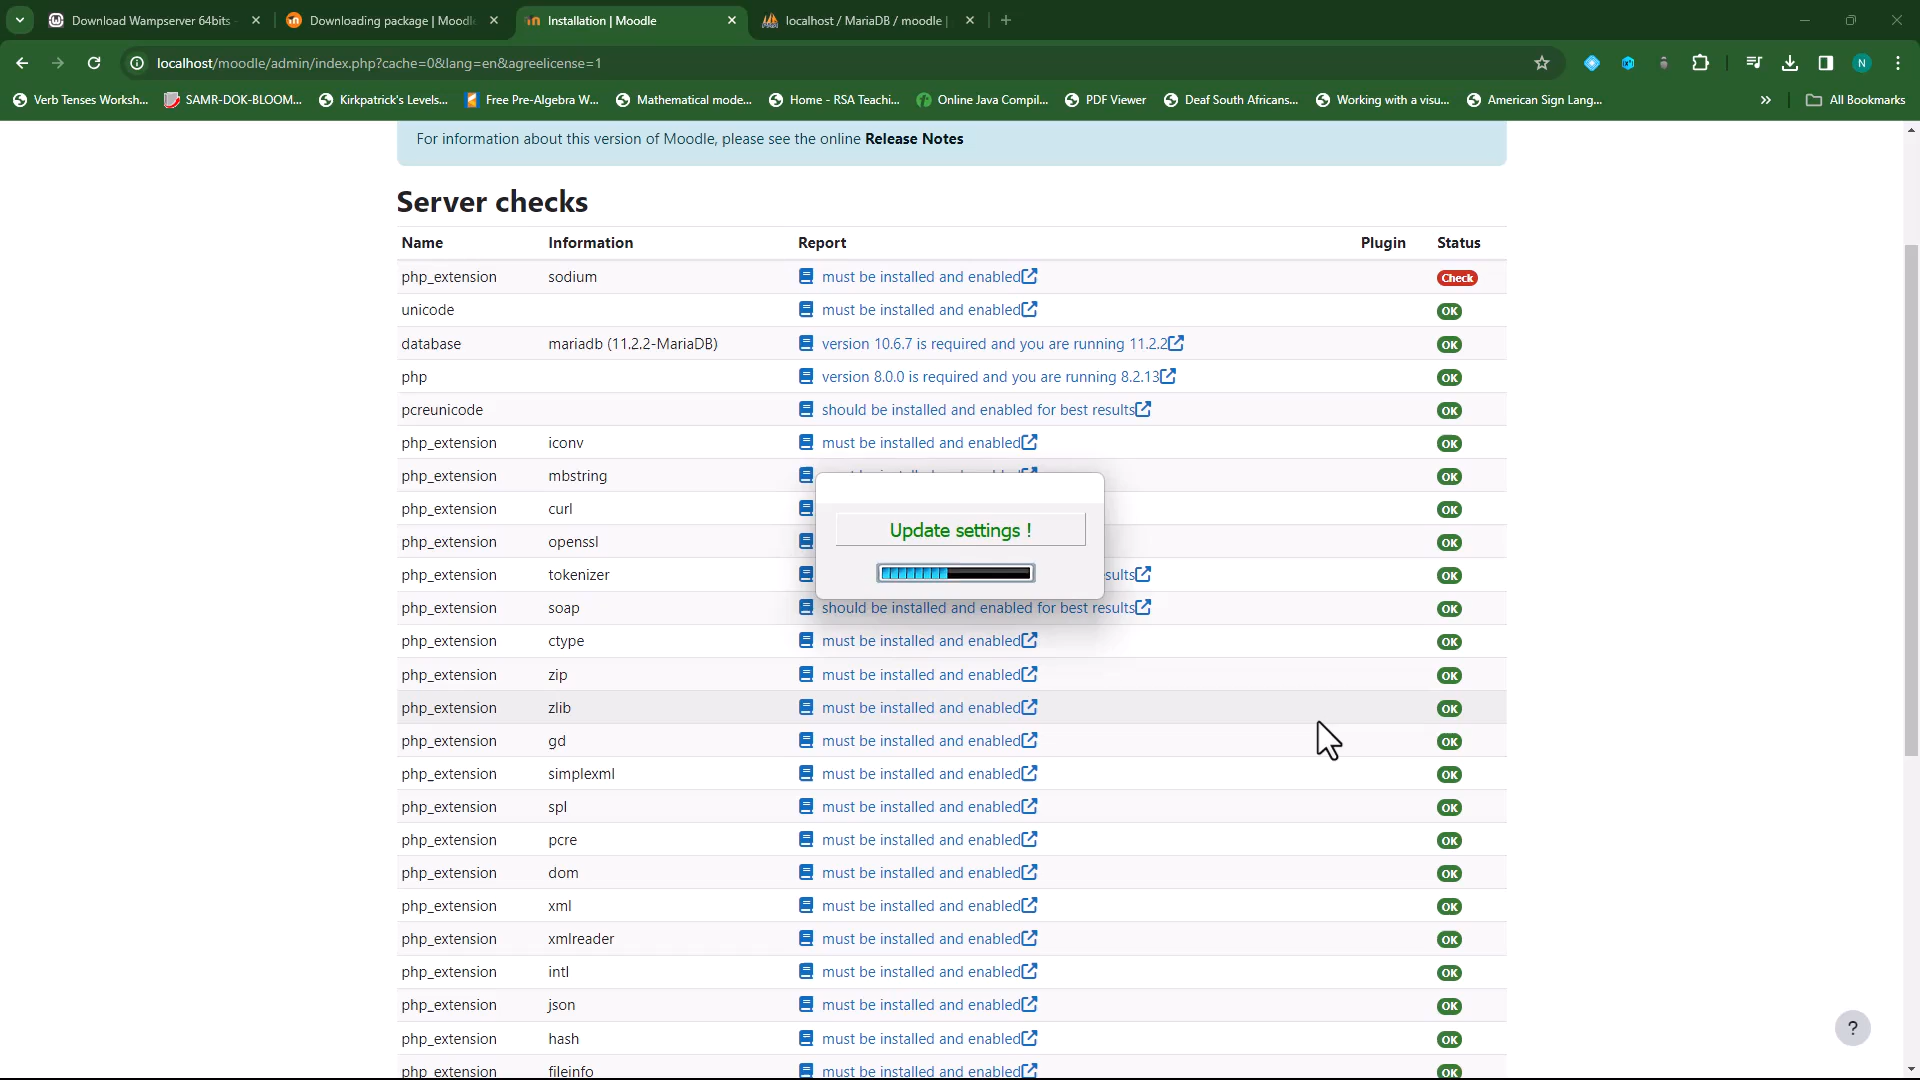 Download Wampserver 64bits
Downloading package | Moodl
Installation | Moodle
localhost / MariaDB / moodle |
localhost/moodle/admin/index.php?cache=0&lang=en&agreelicense=1
N
Verb Tenses Worksh...
SAMR-DOK-BLOOM...
Kirkpatrick's Levels...
Free Pre-Algebra W...
Mathematical mode...
Home - RSA Teachi...
Online Java Compil...
PDF Viewer
Deaf South Africans...
Working with a visu...
American Sign Lang...
» All Bookmarks
For information about this version of Moodle, please see the online Release Notes
Server checks
Name Information Report Plugin Status
php_extension sodium must be installed and enabled Check
unicode must be installed and enabled OK
database mariadb (11.2.2-MariaDB) version 10.6.7 is required and you are running 11.2.2 OK
php version 8.0.0 is required and you are running 8.2.13 OK
pcreunicode should be installed and enabled for best results OK
php_extension iconv must be installed and enabled OK
php_extension mbstring OK
php_extension curl OK
Update settings !
php_extension openssl OK
php_extension tokenizer sults OK
php_extension soap should be installed and enabled for best results OK
php_extension ctype must be installed and enabled OK
php_extension zip must be installed and enabled OK
php_extension zlib must be installed and enabled OK
php_extension gd must be installed and enabled OK
php_extension simplexml must be installed and enabled OK
php_extension spl must be installed and enabled OK
php_extension pcre must be installed and enabled OK
php_extension dom must be installed and enabled OK
php_extension xml must be installed and enabled OK
php_extension xmlreader must be installed and enabled OK
php_extension intl must be installed and enabled OK
php_extension json must be installed and enabled OK
php_extension hash must be installed and enabled OK
php_extension fileinfo must be installed and enabled OK
?